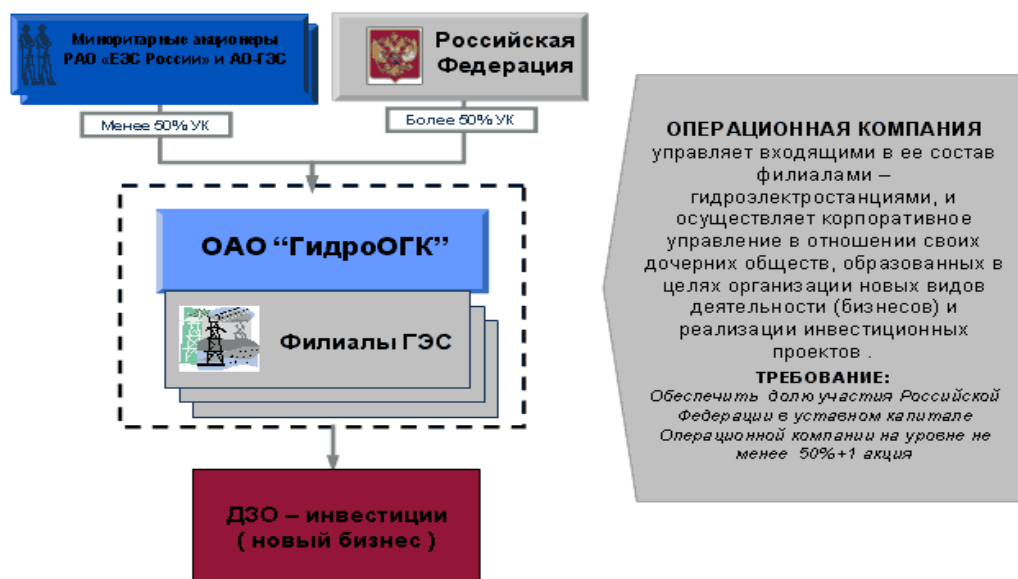 Миноритарные акционеры
РАО «ЕЭС России» и АО-ГЭС
Российская
Федерация
Менее 50% УК
Более 50% УК
ОАО “ГидроОГК”
Филиалы ГЭС
ДЗО – инвестиции
( новый бизнес )
ОПЕРАЦИОННАЯ КОМПАНИЯ
управляет входящими в ее состав
филиалами –
гидроэлектростанциями, и
осуществляет корпоративное
управление в отношении своих
дочерних обществ, образованных в
целях организации новых видов
деятельности (бизнесов) и
реализации инвестиционных
проектов .
ТРЕБОВАНИЕ:
Обеспечить долю участия Российской
Федерации в уставном капитале
Операционной компании на уровне не
менее 50%+1 акция